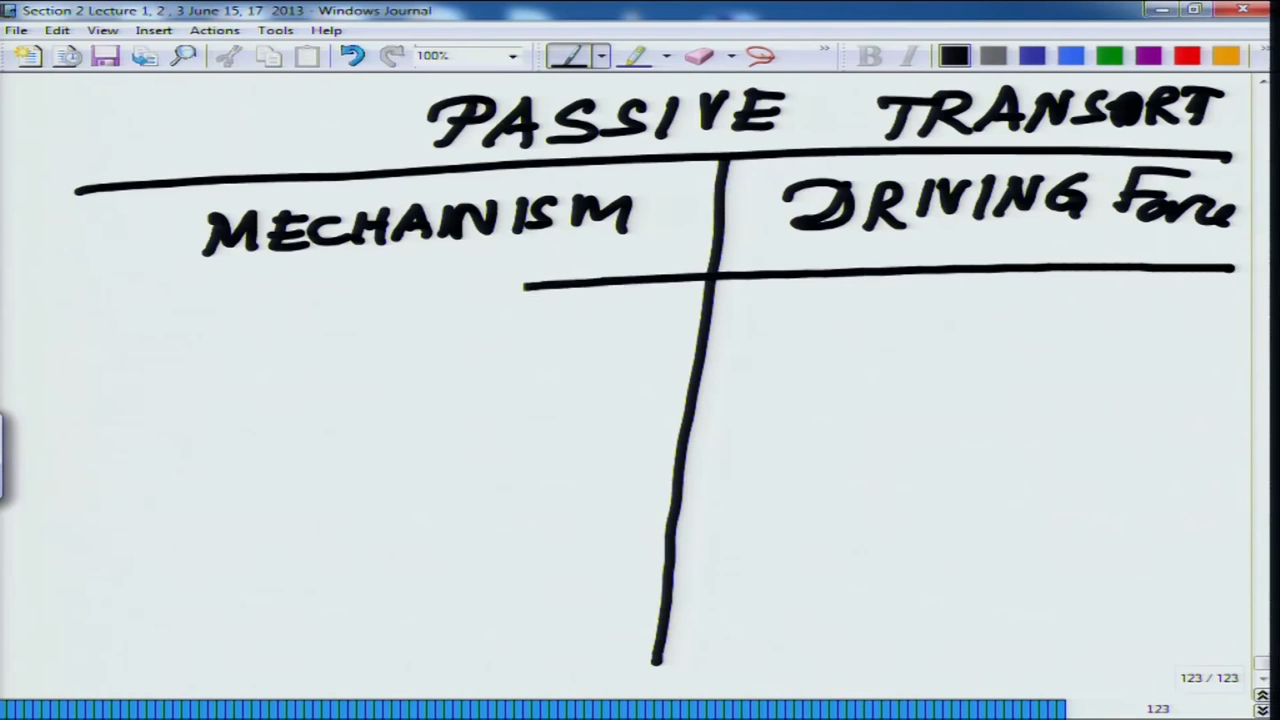 Section 2 Lecture 1, 2 , 3 June 15, 17 2013 - Windows Journal
File Edit View Insert Actions Tools Help
100% B I
PASSIVE TRANSORT
MECHANISM DRIVING Force
123 / 123
123